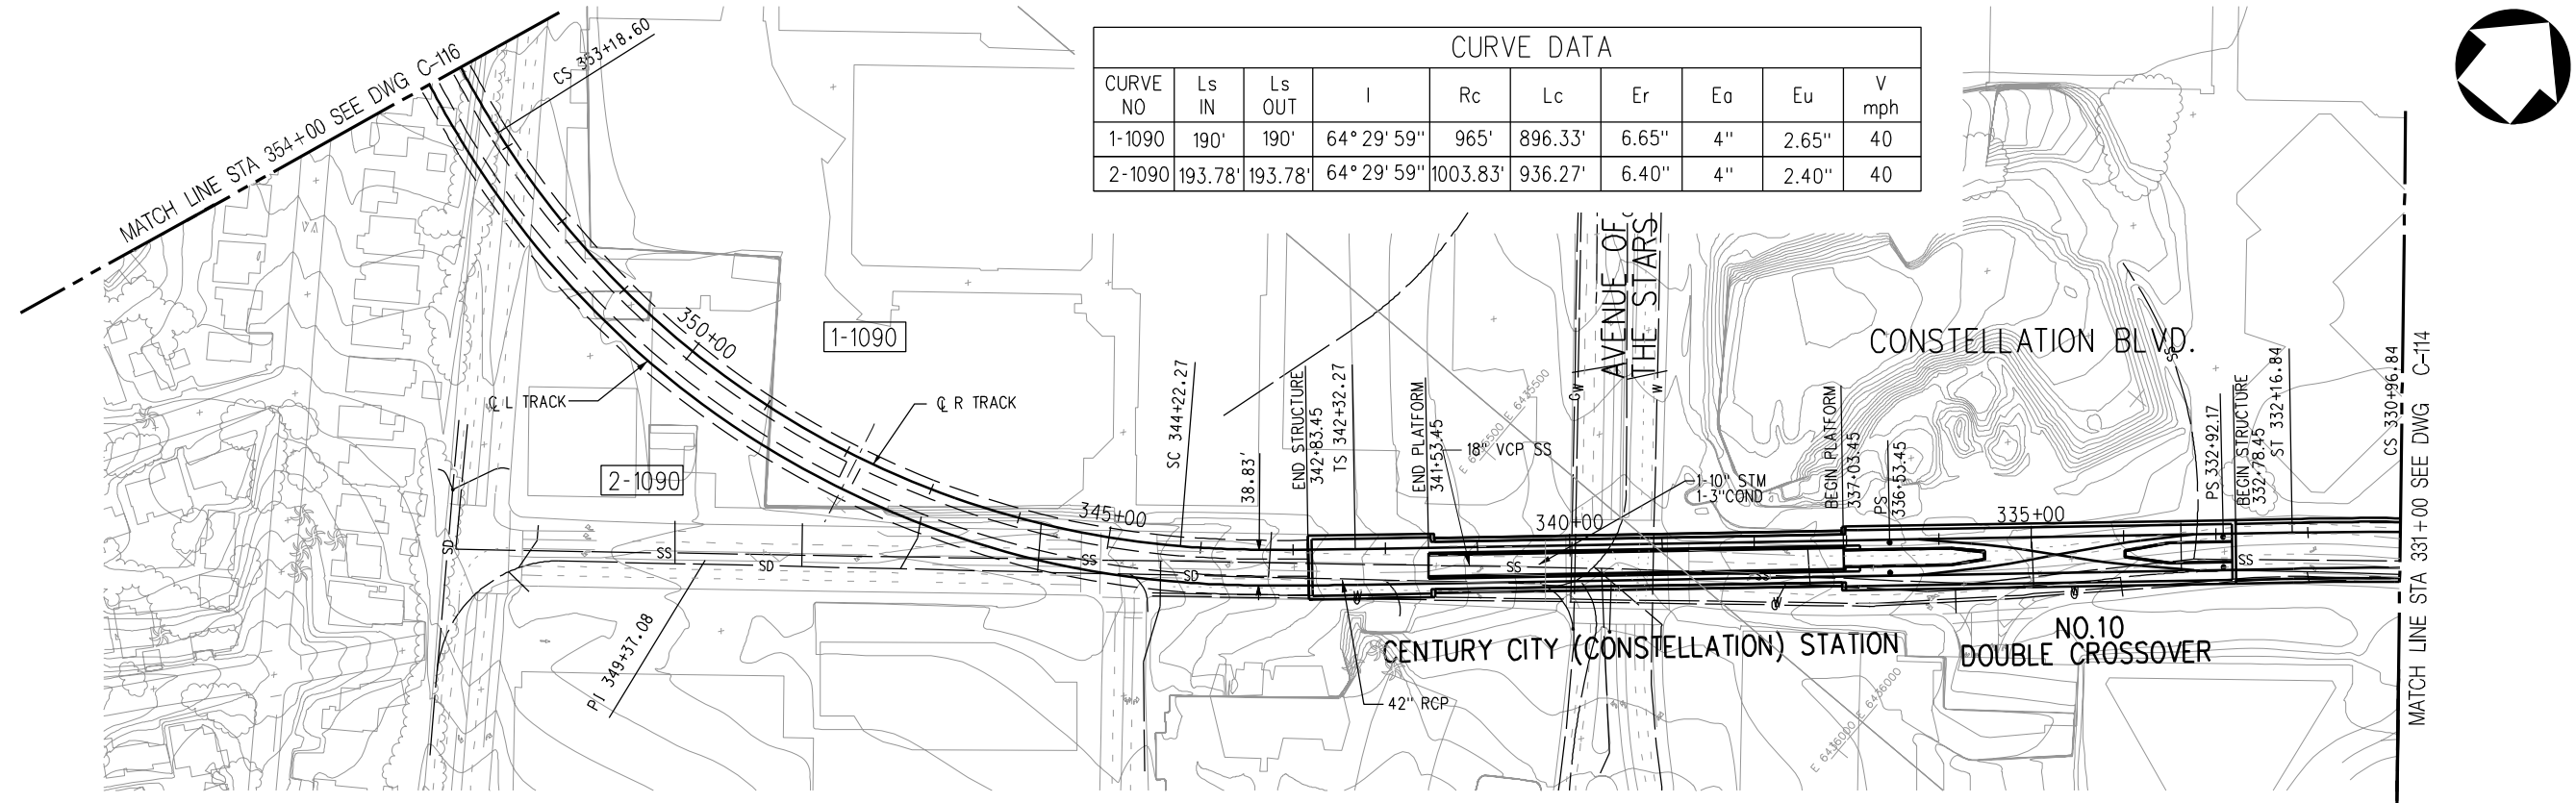 CURVE DATA
CURVE NO Ls IN Ls OUT I Rc Lc Er Ea Eu V mph
1-1090 190' 190' 64° 29' 59" 965' 896.33' 6.65" 4" 2.65" 40
2-1090 193.78' 193.78' 64° 29' 59" 1003.83' 936.27' 6.40" 4" 2.40" 40
MATCH LINE STA 354+00 SEE DWG C-116
CS 353+18.60
350+00
1-1090
℄ L TRACK
℄ R TRACK
2-1090
345+00
SC 344+22.27
38.83'
END STRUCTURE
342+83.45
TS 342+32.27
END PLATFORM
341+53.45
18" VCP SS
E 6435500 E 6435500
AVENUE OF
THE STARS
GW
W
1-10" STM
1-3"COND
340+00
CONSTELLATION BLVD.
SS
BEGIN PLATFORM
337+03.45
PS
336+53.45
335+00
PS 332+92.17
BEGIN STRUCTURE
332+78.45
ST 332+16.84
CS 330+96.84
MATCH LINE STA 331+00 SEE DWG C-114
SD
SS
SD
SS
SD
SS
SS
SS
PI 349+37.08
42" RCP
CENTURY CITY (CONSTELLATION) STATION
NO.10
DOUBLE CROSSOVER
E 6436000 E 6436000